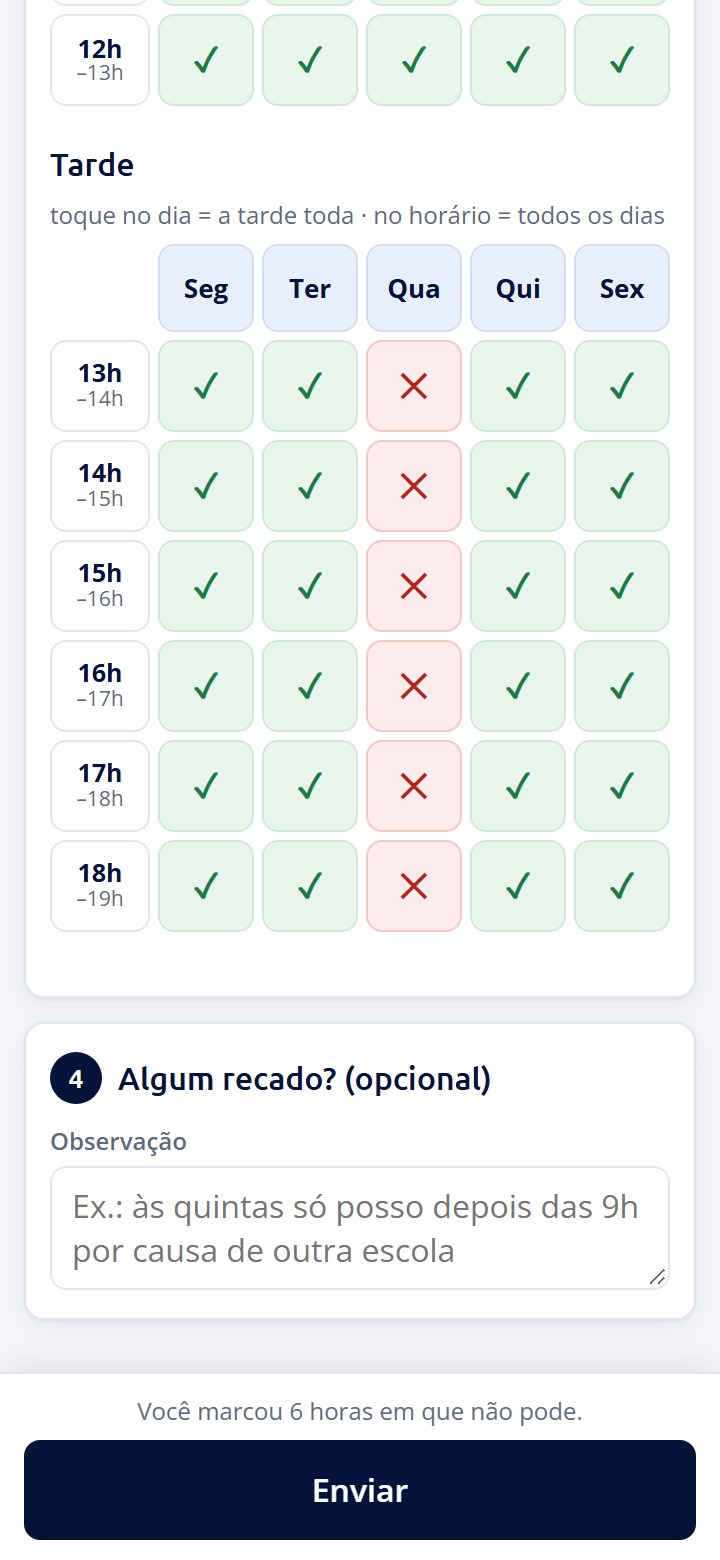 12h
–13h
✓ ✓ ✓ ✓ ✓
Tarde
toque no dia = a tarde toda · no horário = todos os dias
Seg Ter Qua Qui Sex
13h
–14h
✓ ✓ ✕ ✓ ✓
14h
–15h
✓ ✓ ✕ ✓ ✓
15h
–16h
✓ ✓ ✕ ✓ ✓
16h
–17h
✓ ✓ ✕ ✓ ✓
17h
–18h
✓ ✓ ✕ ✓ ✓
18h
–19h
✓ ✓ ✕ ✓ ✓
4 Algum recado? (opcional)
Observação
Ex.: às quintas só posso depois das 9h
por causa de outra escola
Você marcou 6 horas em que não pode.
Enviar